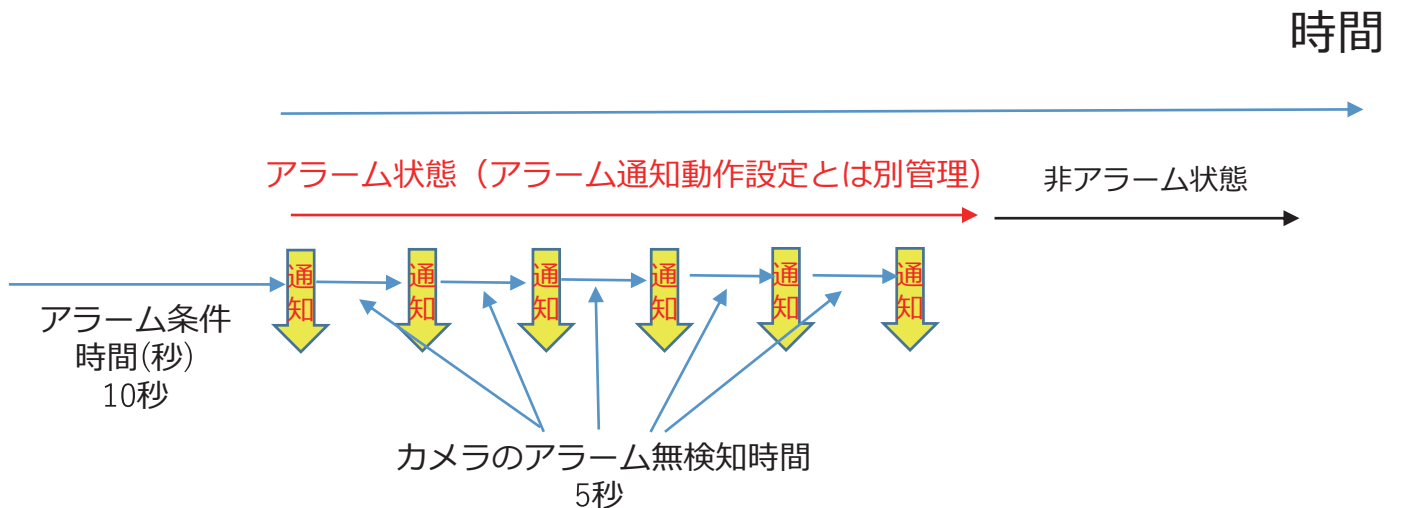 時間
アラーム状態（アラーム通知動作設定とは別管理）
非アラーム状態
通知
通知
通知
通知
通知
通知
アラーム条件
時間(秒)
10秒
カメラのアラーム無検知時間
5秒